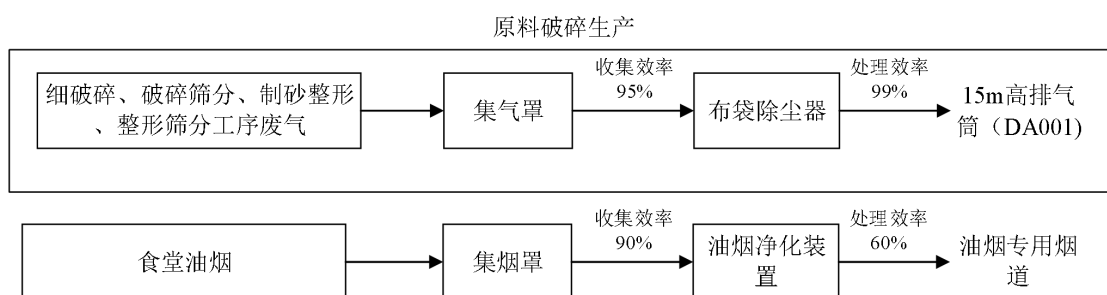 原料破碎生产
细破碎、破碎筛分、制砂整形
、整形筛分工序废气
集气罩
收集效率
95%
布袋除尘器
处理效率
99%
15m高排气
筒（DA001)
食堂油烟
集烟罩
收集效率
90%
油烟净化装
置
处理效率
60%
油烟专用烟
道